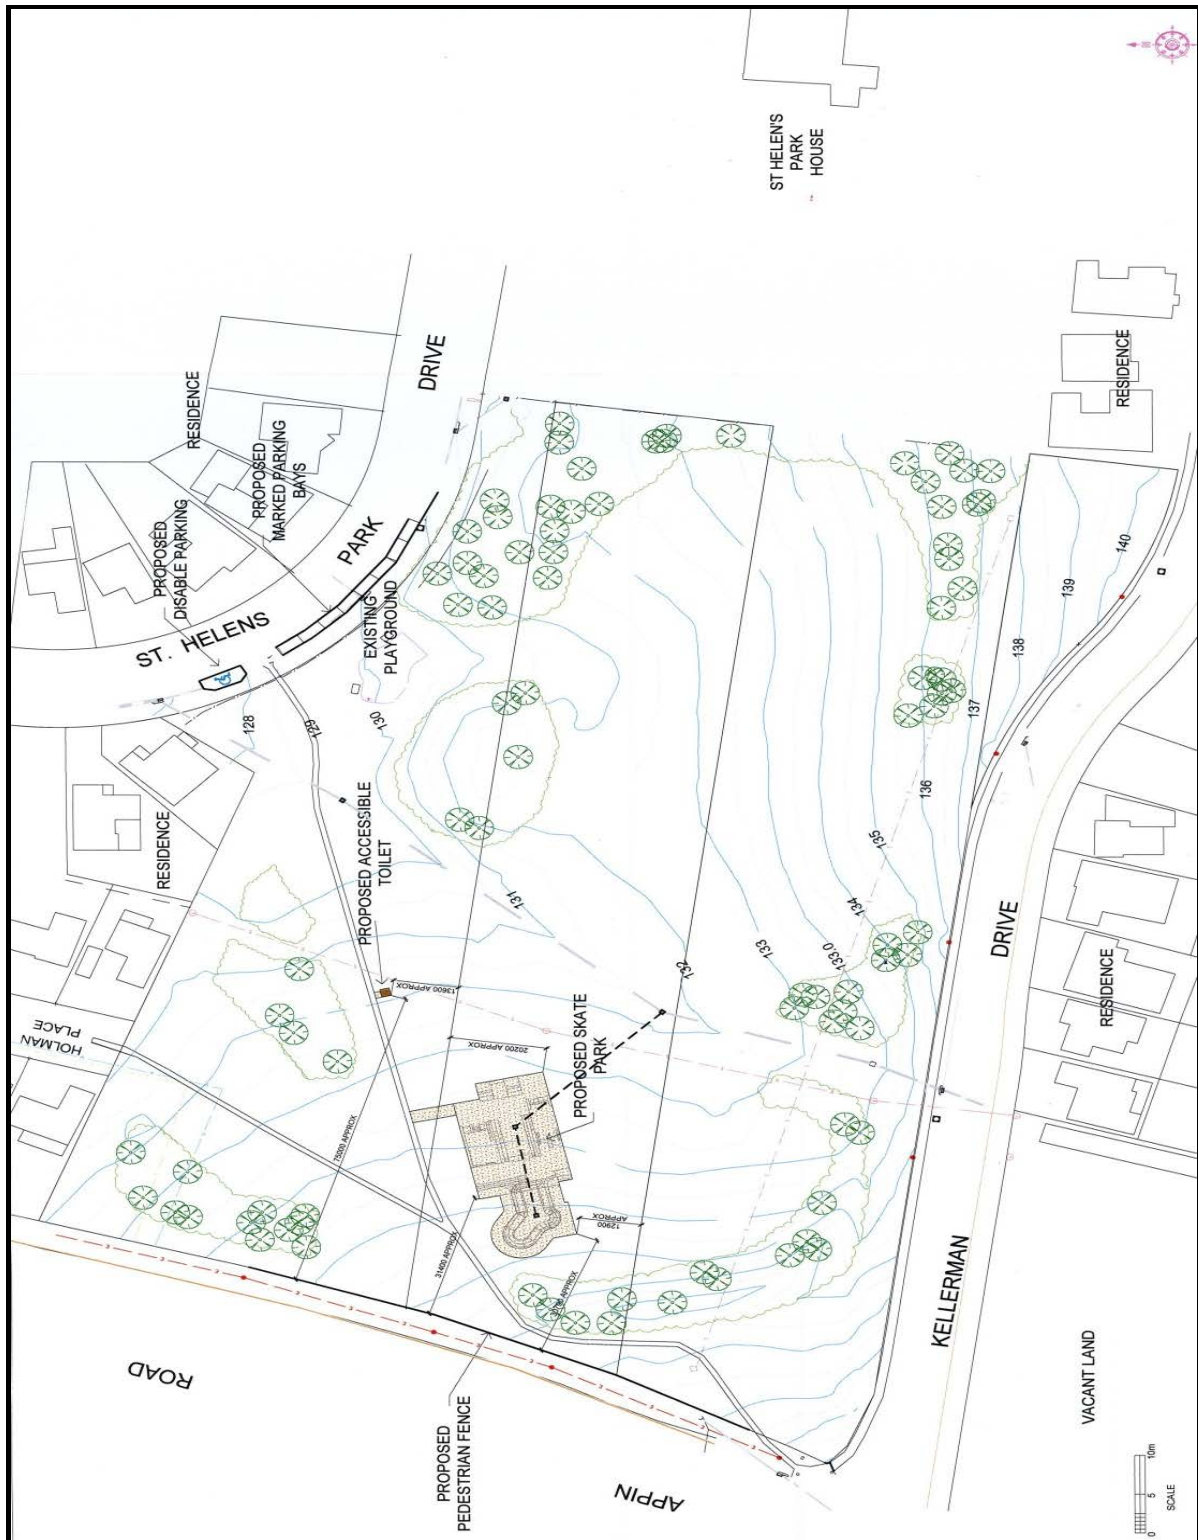 ST HELEN'S
PARK
HOUSE
RESIDENCE
DRIVE
PROPOSED
MARKED PARKING
BAYS
PARK
PROPOSED
DISABLE PARKING
ST. HELENS
EXISTING
PLAYGROUND
RESIDENCE
140
139
138
137
136
135
134
133.0
133
132
131
130
129
128
RESIDENCE
PROPOSED ACCESSIBLE
TOILET
HOLMAN
PLACE
13600 APPROX
20200 APPROX
PROPOSED SKATE
PARK
75000 APPROX
31400 APPROX
12900
APPROX
DRIVE
RESIDENCE
KELLERMAN
ROAD
PROPOSED
PEDESTRIAN FENCE
APPIN
VACANT LAND
0 5 10m
SCALE